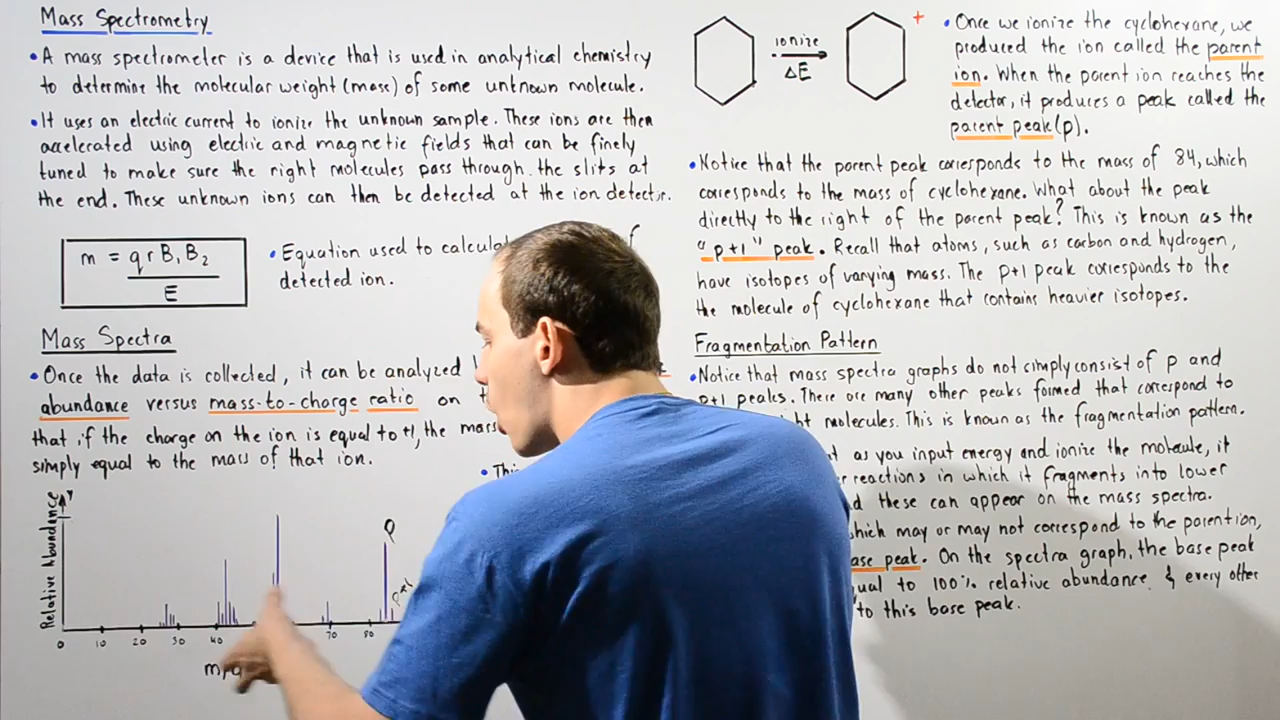 Mass Spectrometry
• A mass spectrometer is a device that is used in analytical chemistry
to determine the molecular weight (mass) of some unknown molecule.
• It uses an electric current to ionize the unknown sample. These ions are then
accelerated using electric and magnetic fields that can be finely
tuned to make sure the right molecules pass through the slits at
the end. These unknown ions can then be detected at the ion detector.
m = q r B₁ B₂
E
• Equation used to calculat
detected ion.
Mass Spectra
• Once the data is collected, it can be analyzed
abundance versus mass-to-charge ratio on
that if the charge on the ion is equal to +1, the mass
simply equal to the mass of that ion.
• Thi
Relative Abundance
P
0 10 20 30 40 70 80
ionize
ΔE
+
• Once we ionize the cyclohexane, we
produced the ion called the parent
ion. When the parent ion reaches the
detector, it produces a peak called the
parent peak (p).
• Notice that the parent peak corresponds to the mass of 84, which
corresponds to the mass of cyclohexane. What about the peak
directly to the right of the parent peak? This is known as the
"p+1" peak. Recall that atoms, such as carbon and hydrogen,
have isotopes of varying mass. The p+1 peak corresponds to the
the molecule of cyclohexane that contains heavier isotopes.
Fragmentation Pattern
• Notice that mass spectra graphs do not simply consist of p and
p+1 peaks. There are many other peaks formed that correspond to
ht molecules. This is known as the fragmentation pattern.
t as you input energy and ionize the molecule, it
reactions in which it fragments into lower
d these can appear on the mass spectra.
which may or may not correspond to the parent ion,
ase peak. On the spectra graph, the base peak
ual to 100% relative abundance & every other
to this base peak.